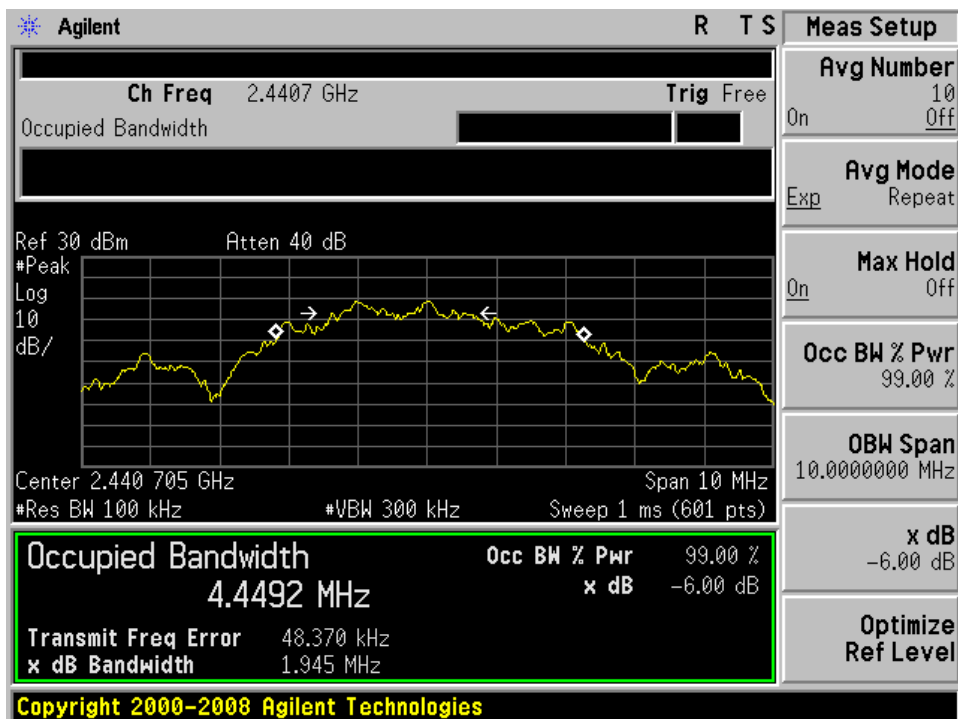 Agilent R T S
Ch Freq 2.4407 GHz Trig Free
Occupied Bandwidth
Ref 30 dBm Atten 40 dB
#Peak
Log
10
dB/
Center 2.440 705 GHz Span 10 MHz
#Res BW 100 kHz #VBW 300 kHz Sweep 1 ms (601 pts)
Occupied Bandwidth Occ BW % Pwr 99.00 %
4.4492 MHz x dB -6.00 dB
Transmit Freq Error 48.370 kHz
x dB Bandwidth 1.945 MHz
Copyright 2000-2008 Agilent Technologies
Meas Setup
Avg Number
10
On Off
Avg Mode
Exp Repeat
Max Hold
On Off
Occ BW % Pwr
99.00 %
OBW Span
10.0000000 MHz
x dB
-6.00 dB
Optimize
Ref Level